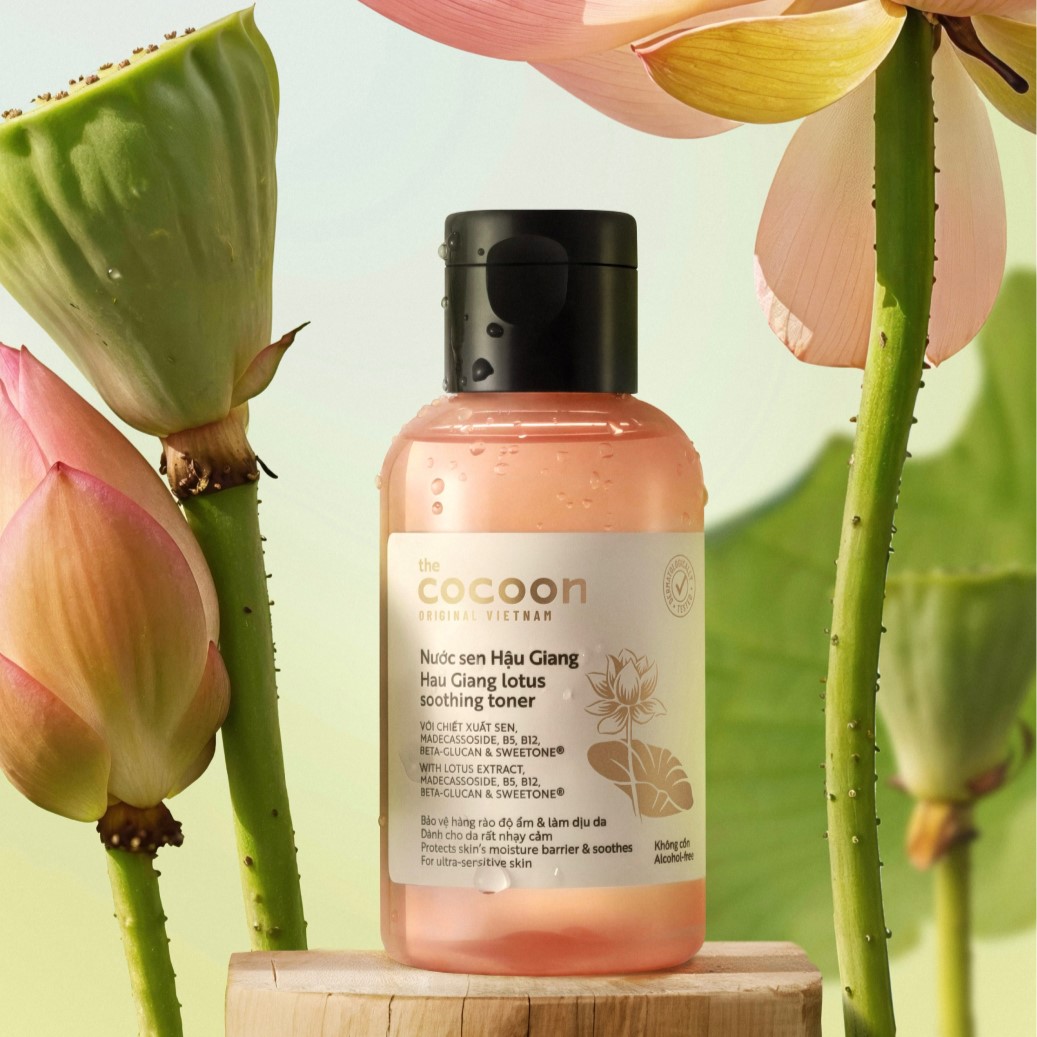 the
cocoon
ORIGINAL VIETNAM
DERMATOLOGICALLY
TESTED
Nước sen Hậu Giang
Hau Giang lotus
soothing toner
VỚI CHIẾT XUẤT SEN,
MADECASSOSIDE, B5, B12,
BETA-GLUCAN & SWEETONE®
WITH LOTUS EXTRACT,
MADECASSOSIDE, B5, B12,
BETA-GLUCAN & SWEETONE®
Bảo vệ hàng rào độ ẩm & làm dịu da
Dành cho da rất nhạy cảm
Protects skin's moisture barrier & soothes
For ultra-sensitive skin
Không cồn
Alcohol-free